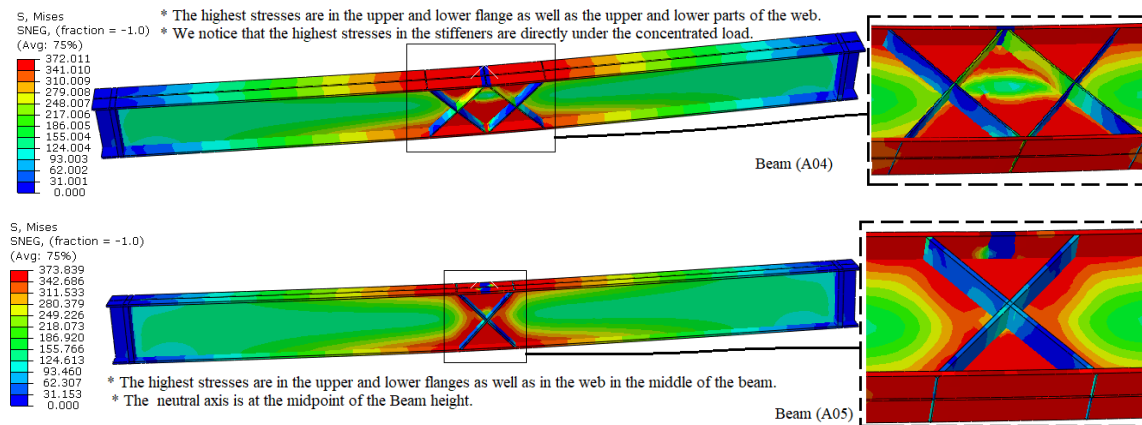 * The highest stresses are in the upper and lower flange as well as the upper and lower parts of the web.
* We notice that the highest stresses in the stiffeners are directly under the concentrated load.
S, Mises
SNEG, (fraction = -1.0)
(Avg: 75%)
372.011
341.010
310.009
279.008
248.007
217.006
186.005
155.004
124.004
93.003
62.002
31.001
0.000
Beam (A04)
S, Mises
SNEG, (fraction = -1.0)
(Avg: 75%)
373.839
342.686
311.533
280.379
249.226
218.073
186.920
155.766
124.613
93.460
62.307
31.153
0.000
* The highest stresses are in the upper and lower flanges as well as in the web in the middle of the beam.
* The neutral axis is at the midpoint of the Beam height.
Beam (A05)